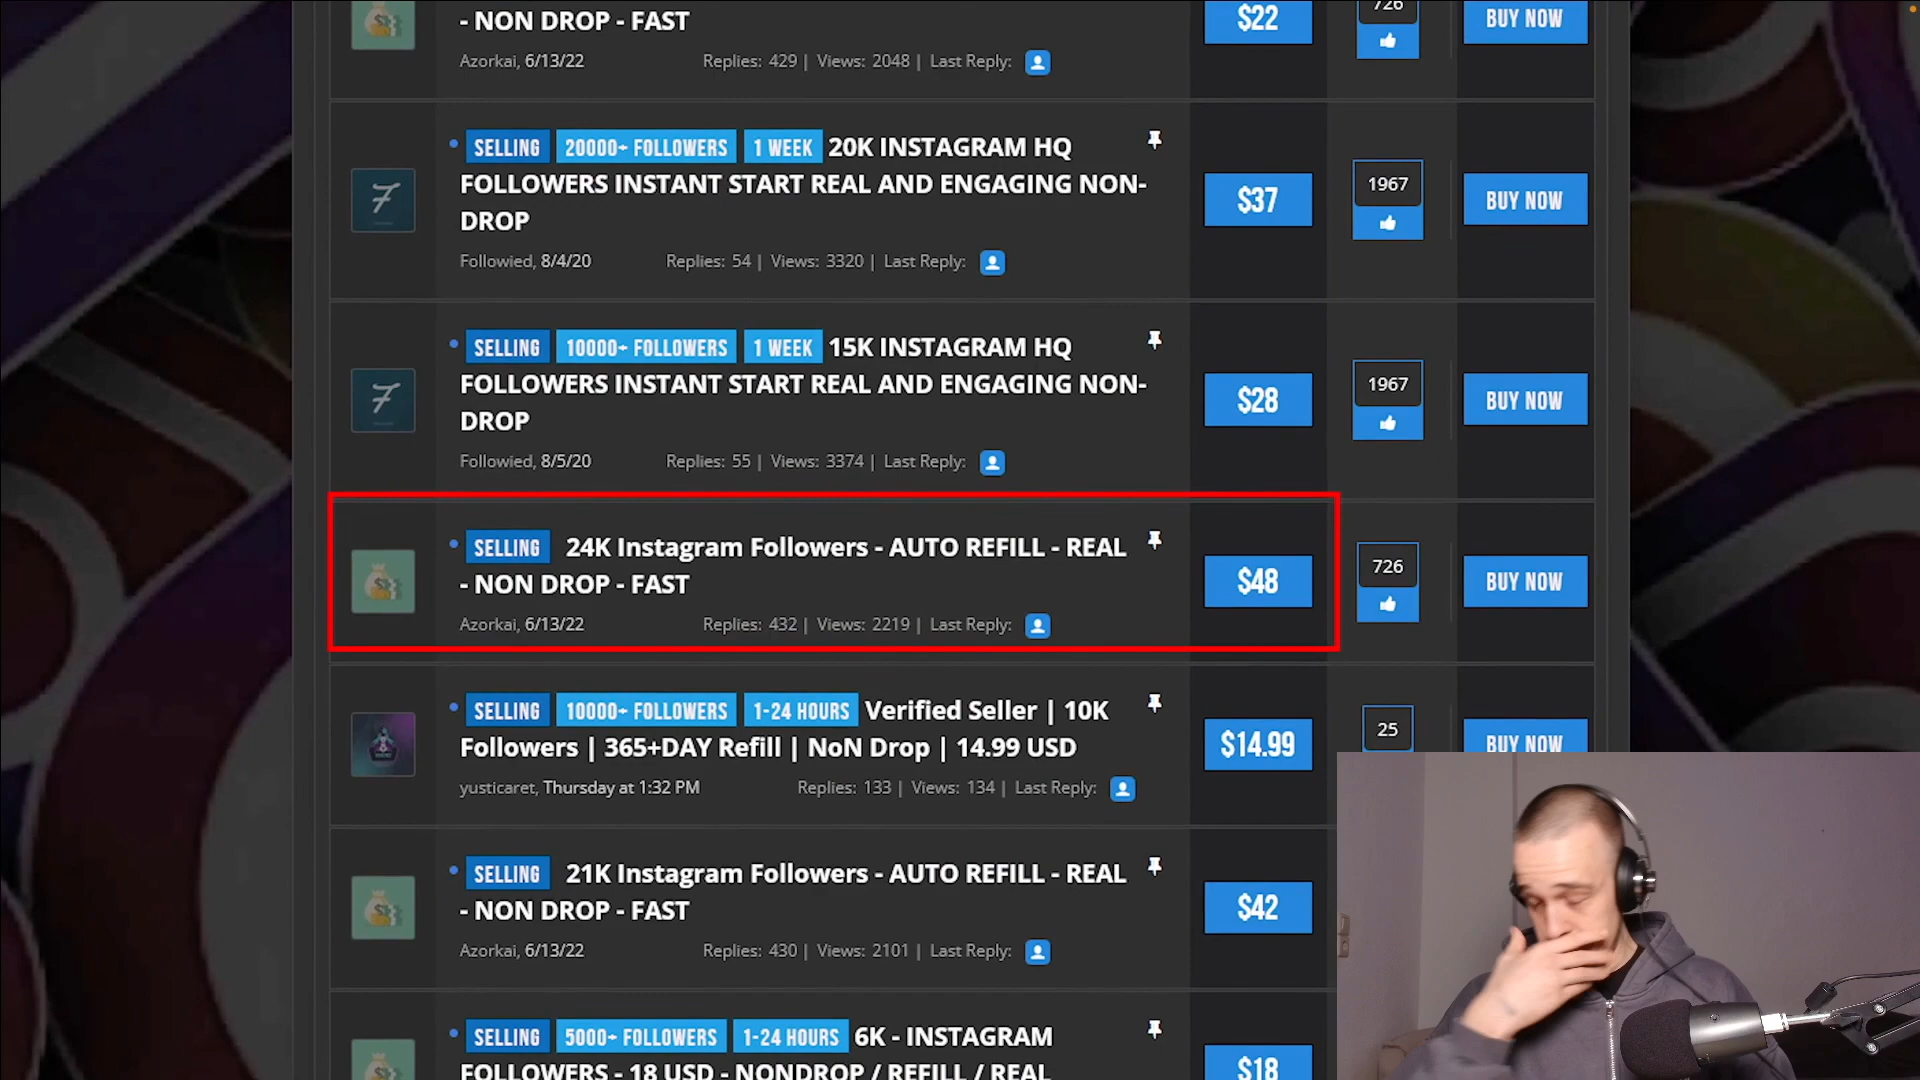 - NON DROP - FAST
$22
726
BUY NOW
Azorkai, 6/13/22 Replies: 429 | Views: 2048 | Last Reply:
SELLING 20000+ FOLLOWERS 1 WEEK 20K INSTAGRAM HQ
FOLLOWERS INSTANT START REAL AND ENGAGING NON-
DROP
$37
1967
BUY NOW
Followied, 8/4/20 Replies: 54 | Views: 3320 | Last Reply:
SELLING 10000+ FOLLOWERS 1 WEEK 15K INSTAGRAM HQ
FOLLOWERS INSTANT START REAL AND ENGAGING NON-
DROP
$28
1967
BUY NOW
Followied, 8/5/20 Replies: 55 | Views: 3374 | Last Reply:
SELLING 24K Instagram Followers - AUTO REFILL - REAL
- NON DROP - FAST
$48
726
BUY NOW
Azorkai, 6/13/22 Replies: 432 | Views: 2219 | Last Reply:
SELLING 10000+ FOLLOWERS 1-24 HOURS Verified Seller | 10K
Followers | 365+DAY Refill | NoN Drop | 14.99 USD
$14.99
25
BUY NOW
yusticaret, Thursday at 1:32 PM Replies: 133 | Views: 134 | Last Reply:
SELLING 21K Instagram Followers - AUTO REFILL - REAL
- NON DROP - FAST
$42
Azorkai, 6/13/22 Replies: 430 | Views: 2101 | Last Reply:
SELLING 5000+ FOLLOWERS 1-24 HOURS 6K - INSTAGRAM
FOLLOWERS - 18 USD - NONDROP / REFILL / REAL
$18